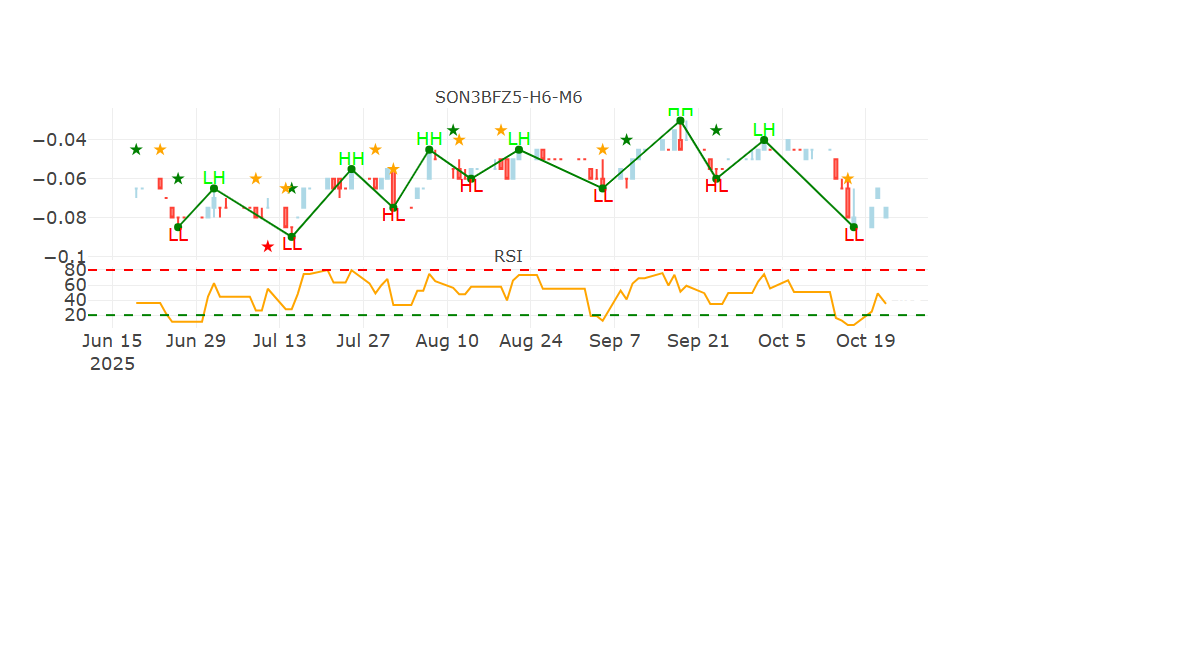 SON3BFZ5-H6-M6
HH
−0.04
HH
LH
LH
HH
LH
−0.06
HL
HL
LL
HL
−0.08
LL
LL
LL
−0.1
RSI
80
60
40
20
Jun 15
2025
Jun 29
Jul 13
Jul 27
Aug 10
Aug 24
Sep 7
Sep 21
Oct 5
Oct 19